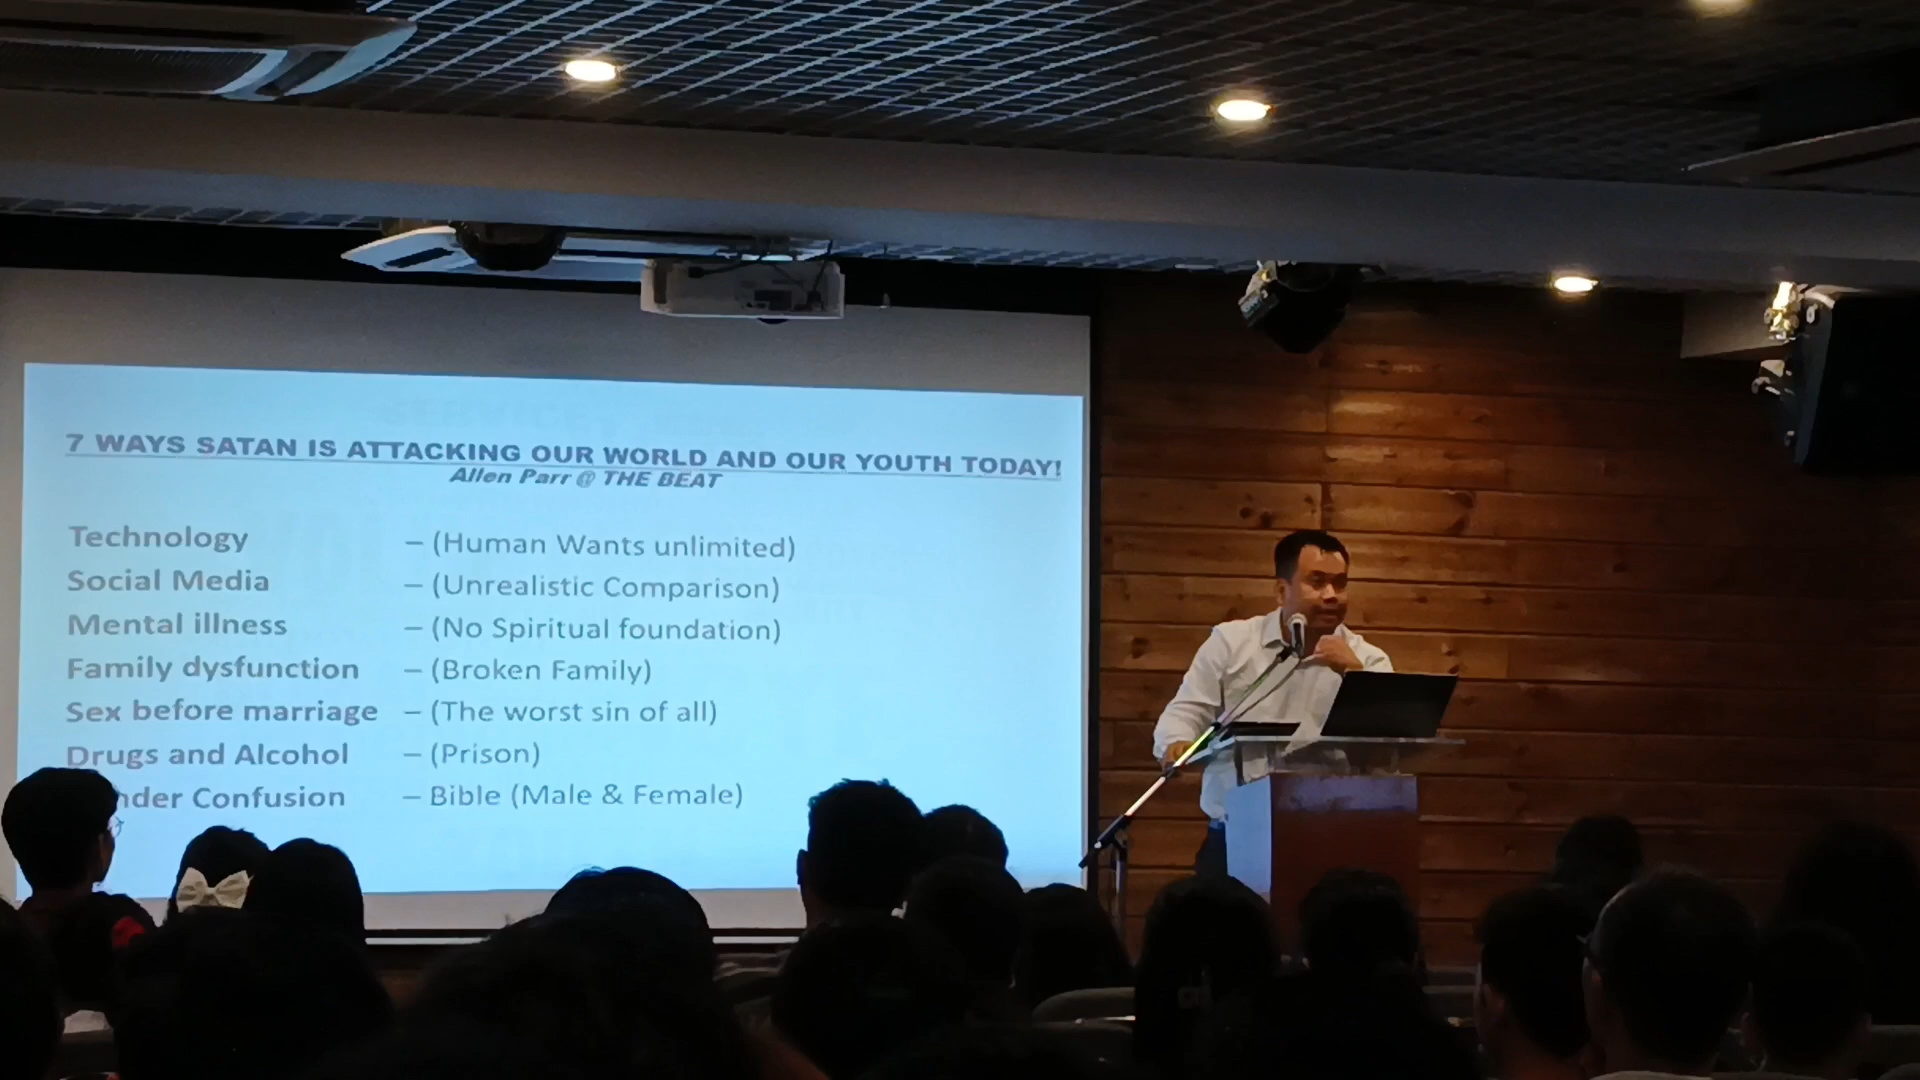 7 WAYS SATAN IS ATTACKING OUR WORLD AND OUR YOUTH TODAY!
Allen Parr @ THE BEAT
Technology – (Human Wants unlimited)
Social Media – (Unrealistic Comparison)
Mental illness – (No Spiritual foundation)
Family dysfunction – (Broken Family)
Sex before marriage – (The worst sin of all)
Drugs and Alcohol – (Prison)
nder Confusion – Bible (Male & Female)